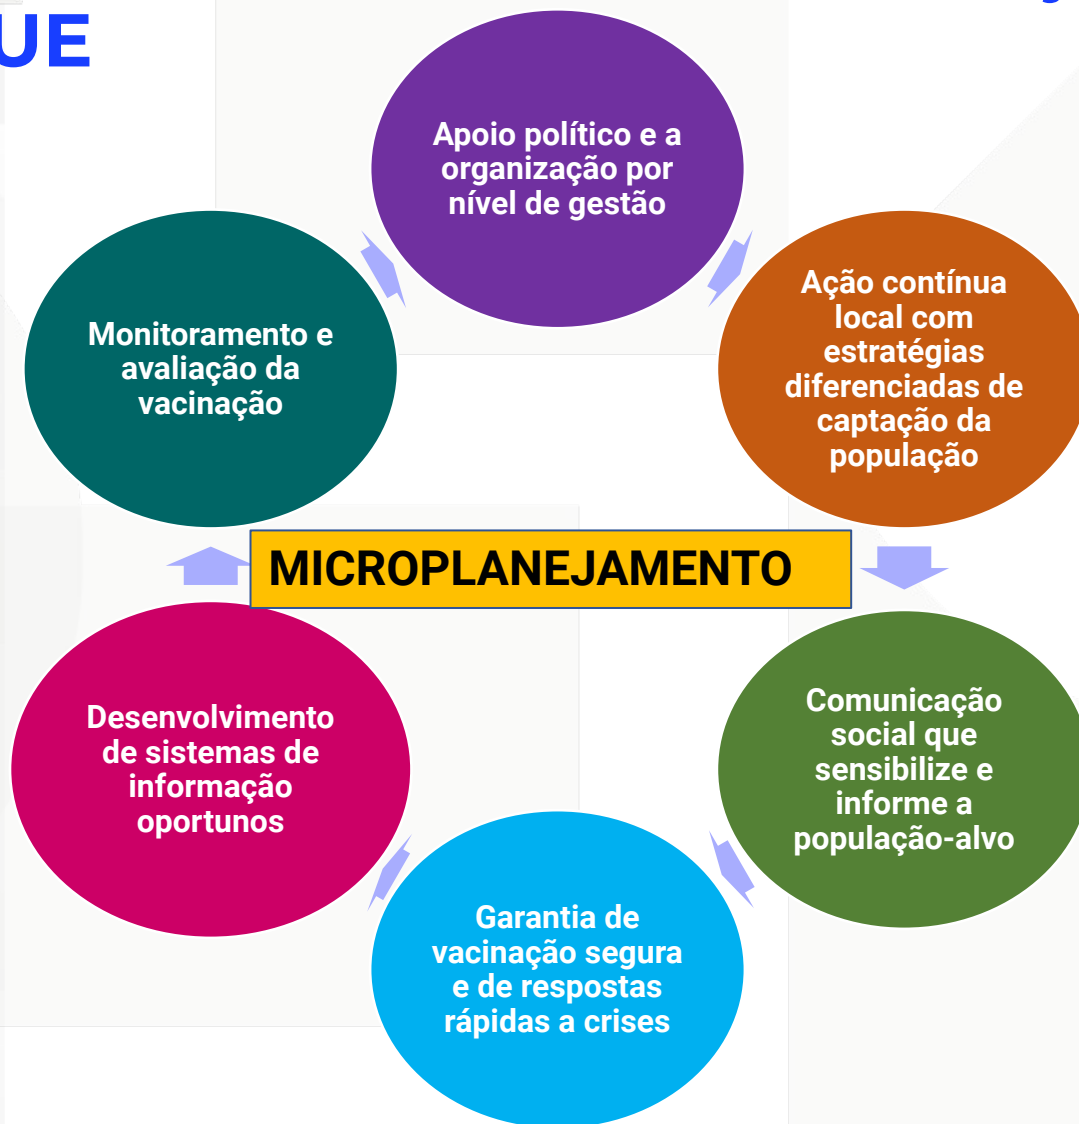 UE
Apoio político e a
organização por
nível de gestão
Ação contínua
local com
estratégias
diferenciadas de
captação da
população
Monitoramento e
avaliação da
vacinação
MICROPLANEJAMENTO
Desenvolvimento
de sistemas de
informação
oportunos
Comunicação
social que
sensibilize e
informe a
população-alvo
Garantia de
vacinação segura
e de respostas
rápidas a crises